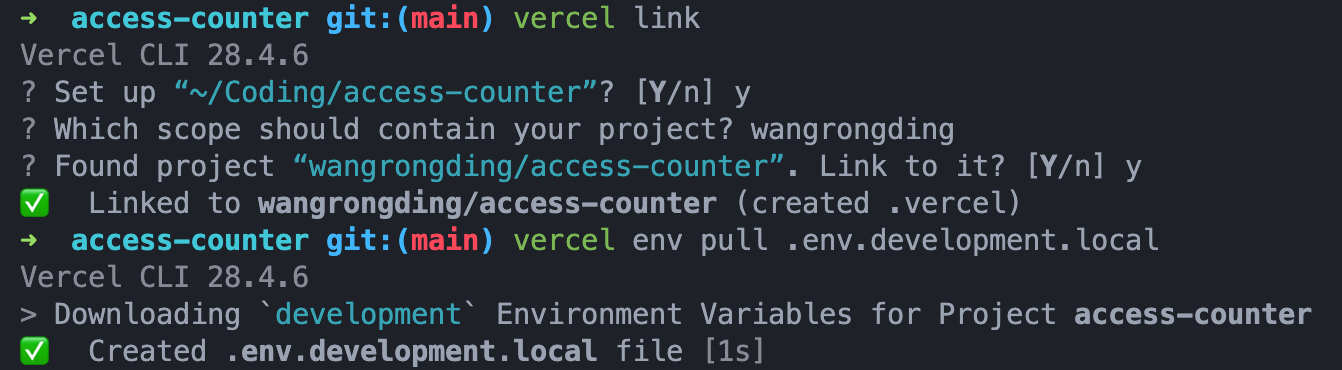 ➜ access-counter git:(main) vercel link
Vercel CLI 28.4.6
? Set up “~/Coding/access-counter”? [Y/n] y
? Which scope should contain your project? wangrongding
? Found project “wangrongding/access-counter”. Link to it? [Y/n] y
✅ Linked to wangrongding/access-counter (created .vercel)
➜ access-counter git:(main) vercel env pull .env.development.local
Vercel CLI 28.4.6
> Downloading `development` Environment Variables for Project access-counter
✅ Created .env.development.local file [1s]